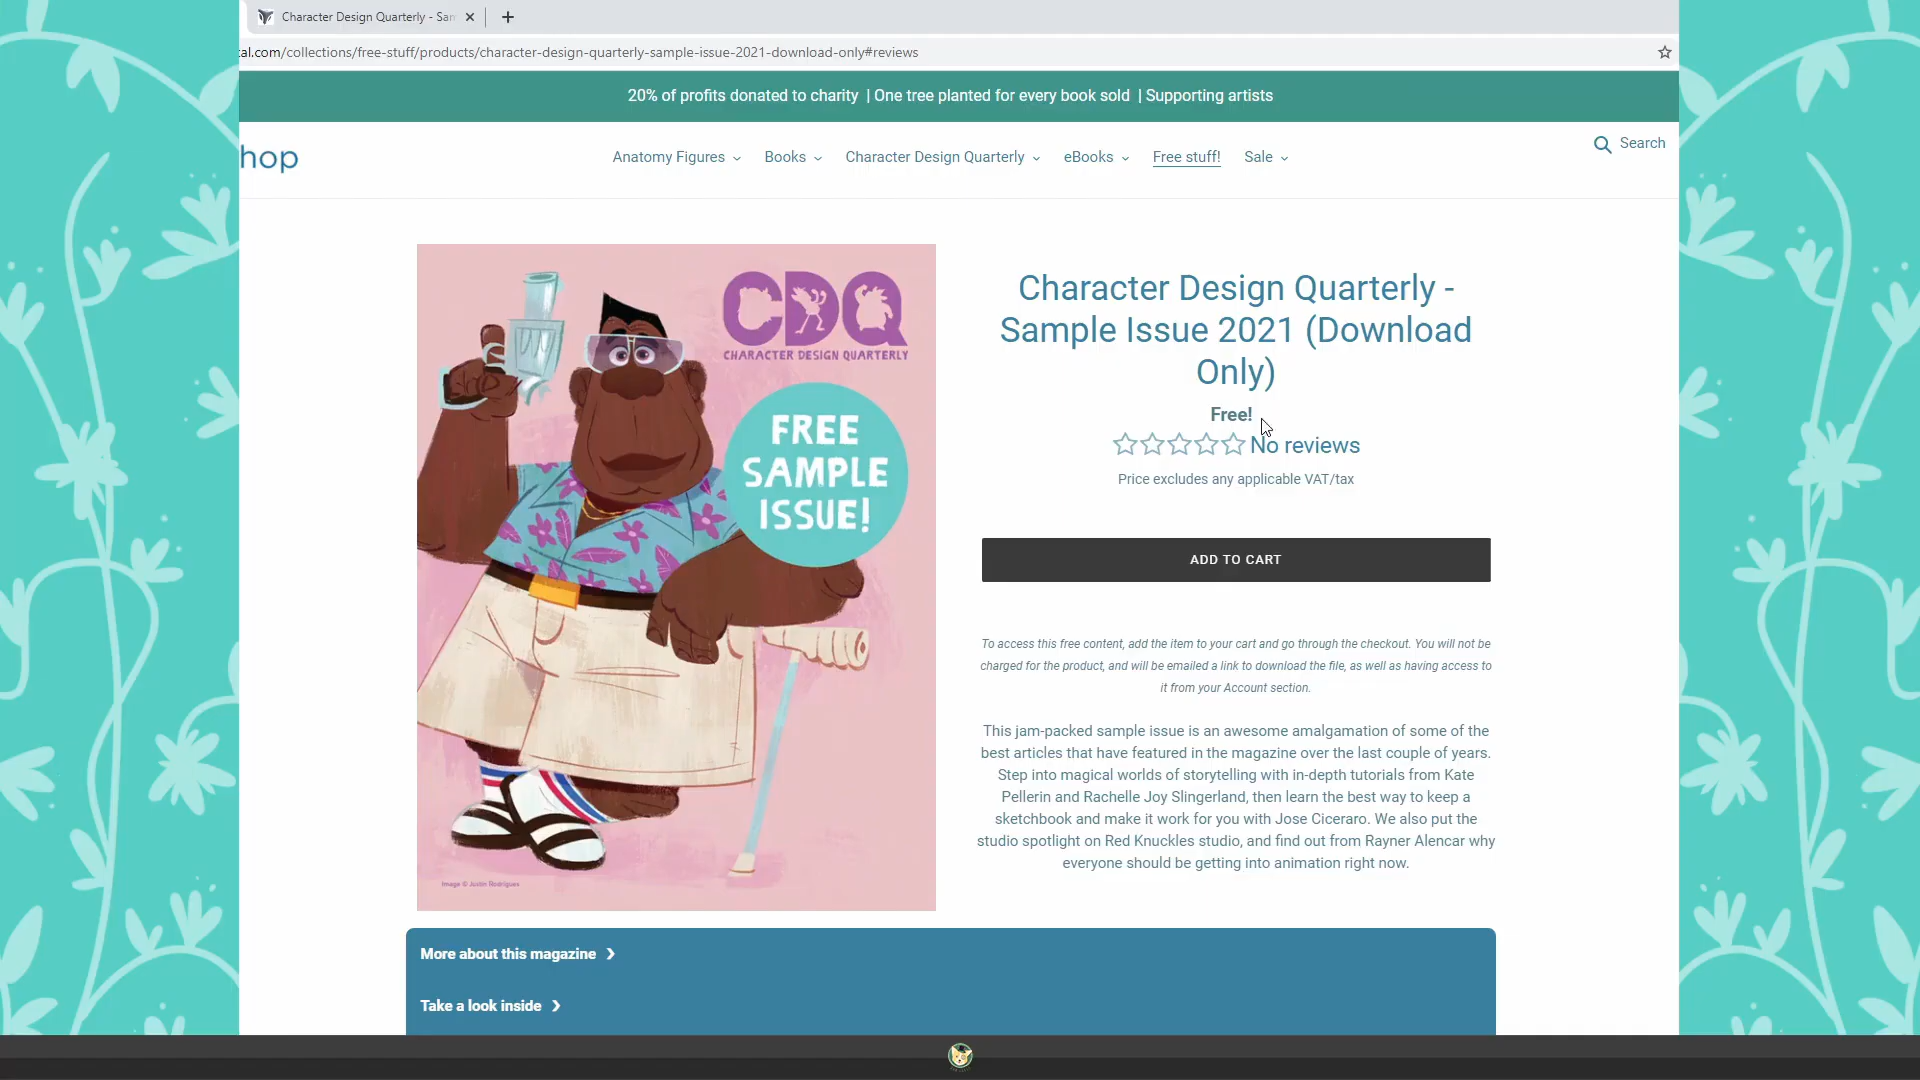 Character Design Quarterly - Sam
tal.com/collections/free-stuff/products/character-design-quarterly-sample-issue-2021-download-only#reviews
20% of profits donated to charity | One tree planted for every book sold | Supporting artists
hop
Anatomy Figures
Books
Character Design Quarterly
eBooks
Free stuff!
Sale
Search
CDQ
CHARACTER DESIGN QUARTERLY
FREE
SAMPLE
ISSUE!
Image © Justin Rodrigues
Character Design Quarterly -
Sample Issue 2021 (Download
Only)
Free!
No reviews
Price excludes any applicable VAT/tax
ADD TO CART
To access this free content, add the item to your cart and go through the checkout. You will not be
charged for the product, and will be emailed a link to download the file, as well as having access to
it from your Account section.
This jam-packed sample issue is an awesome amalgamation of some of the
best articles that have featured in the magazine over the last couple of years.
Step into magical worlds of storytelling with in-depth tutorials from Kate
Pellerin and Rachelle Joy Slingerland, then learn the best way to keep a
sketchbook and make it work for you with Jose Ciceraro. We also put the
studio spotlight on Red Knuckles studio, and find out from Rayner Alencar why
everyone should be getting into animation right now.
More about this magazine
Take a look inside